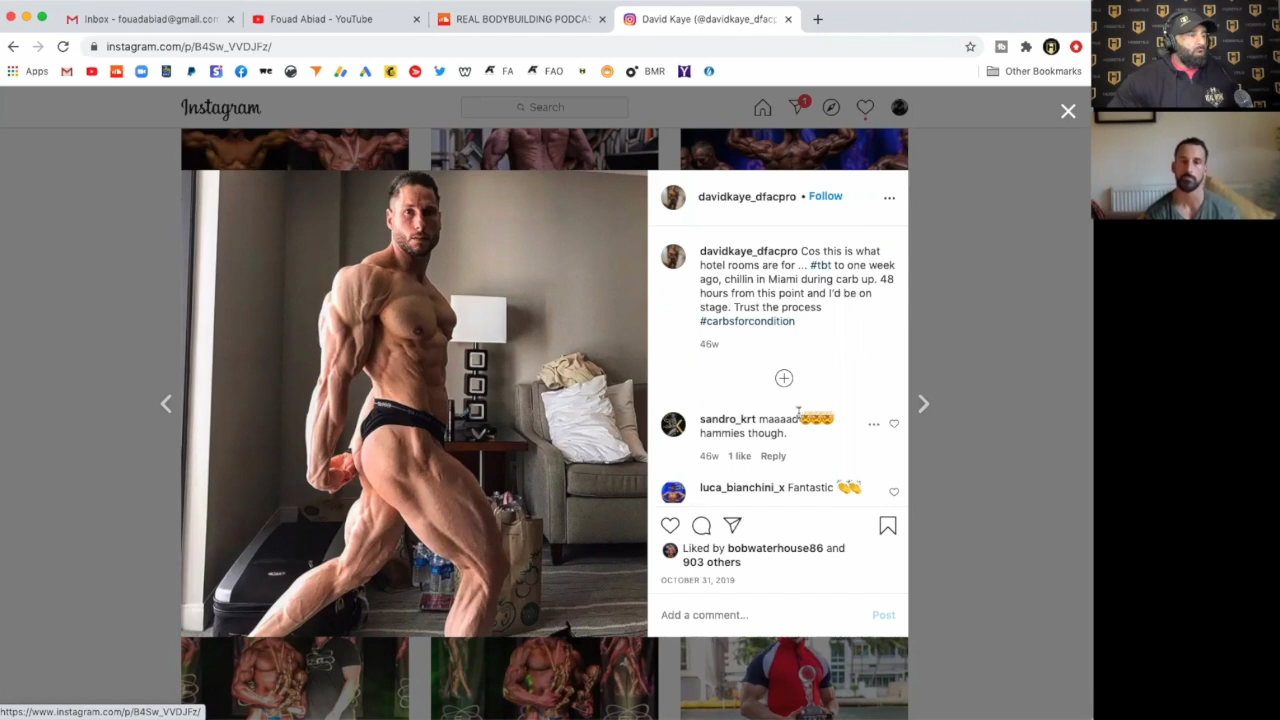 Inbox - fouadabiad@gmail.con
Fouad Abiad - YouTube
REAL BODYBUILDING PODCA
David Kaye (@davidkaye_dfac
instagram.com/p/B4Sw_VVDJFz/
Apps
FA
FAO
BMR
Other Bookmarks
Instagram
Search
1
davidkaye_dfacpro • Follow
davidkaye_dfacpro Cos this is what
hotel rooms are for ... #tbt to one week
ago, chillin in Miami during carb up. 48
hours from this point and I'd be on
stage. Trust the process
#carbsforcondition
46w
sandro_krt maaaad🤯🤯🤯
hammies though.
46w 1 like Reply
luca_bianchini_x Fantastic 👏👏
Liked by bobwaterhouse86 and
903 others
OCTOBER 31, 2019
Add a comment...
Post
https://www.instagram.com/p/B4Sw_VVDJFz/